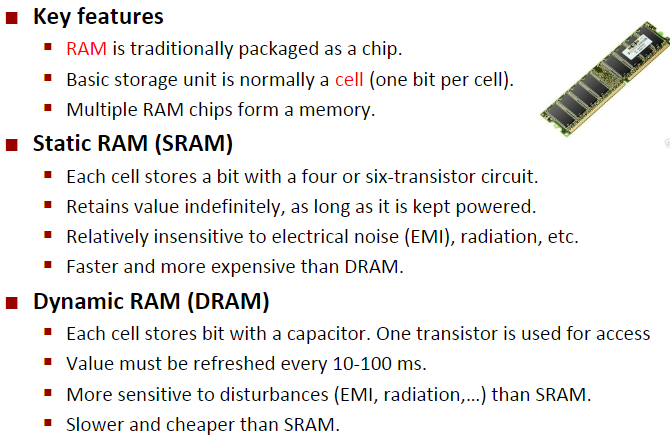 Key features
RAM is traditionally packaged as a chip.
Basic storage unit is normally a cell (one bit per cell).
Multiple RAM chips form a memory.
Static RAM (SRAM)
Each cell stores a bit with a four or six-transistor circuit.
Retains value indefinitely, as long as it is kept powered.
Relatively insensitive to electrical noise (EMI), radiation, etc.
Faster and more expensive than DRAM.
Dynamic RAM (DRAM)
Each cell stores bit with a capacitor. One transistor is used for access
Value must be refreshed every 10-100 ms.
More sensitive to disturbances (EMI, radiation,…) than SRAM.
Slower and cheaper than SRAM.